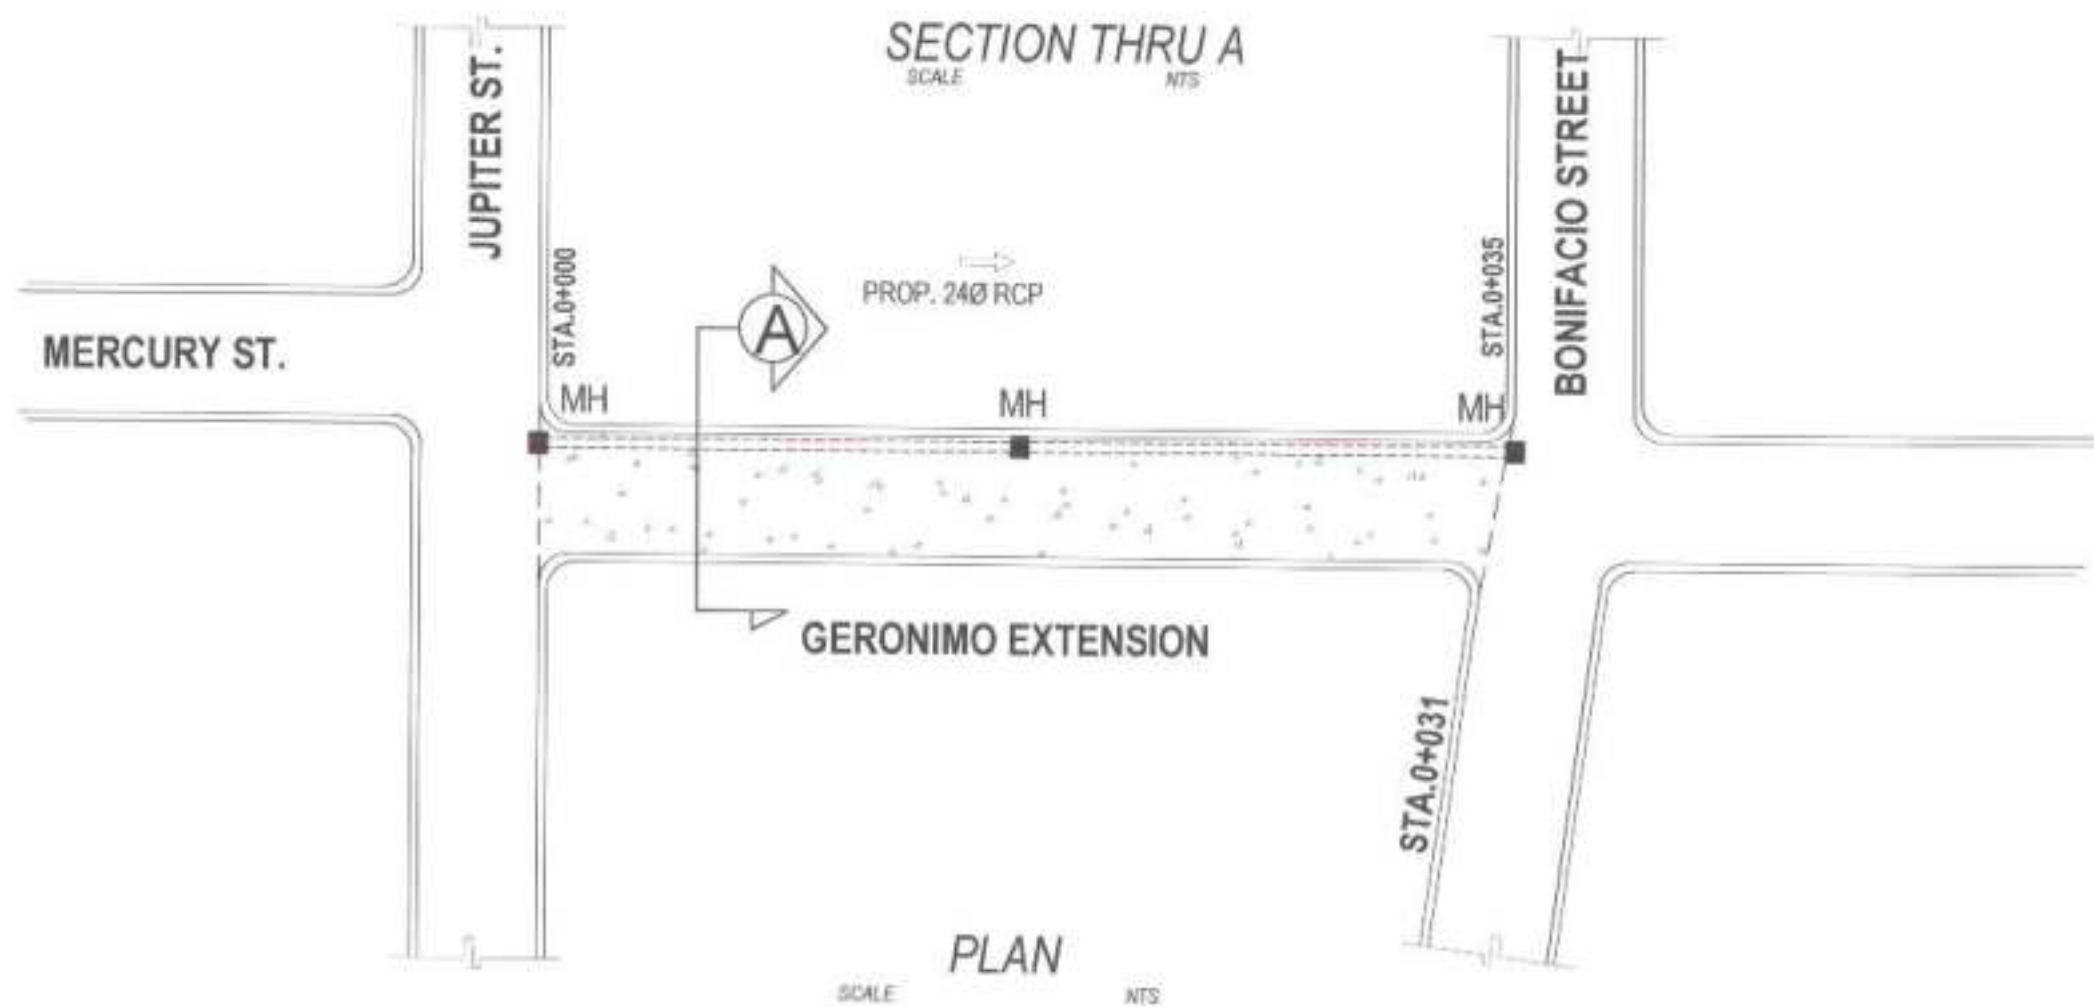 SECTION THRU A
SCALE NTS
JUPITER ST.
BONIFACIO STREET
STA.0+000
STA.0+035
PROP. 24Ø RCP
A
MERCURY ST.
MH
MH
MH
GERONIMO EXTENSION
STA.0+031
PLAN
SCALE NTS